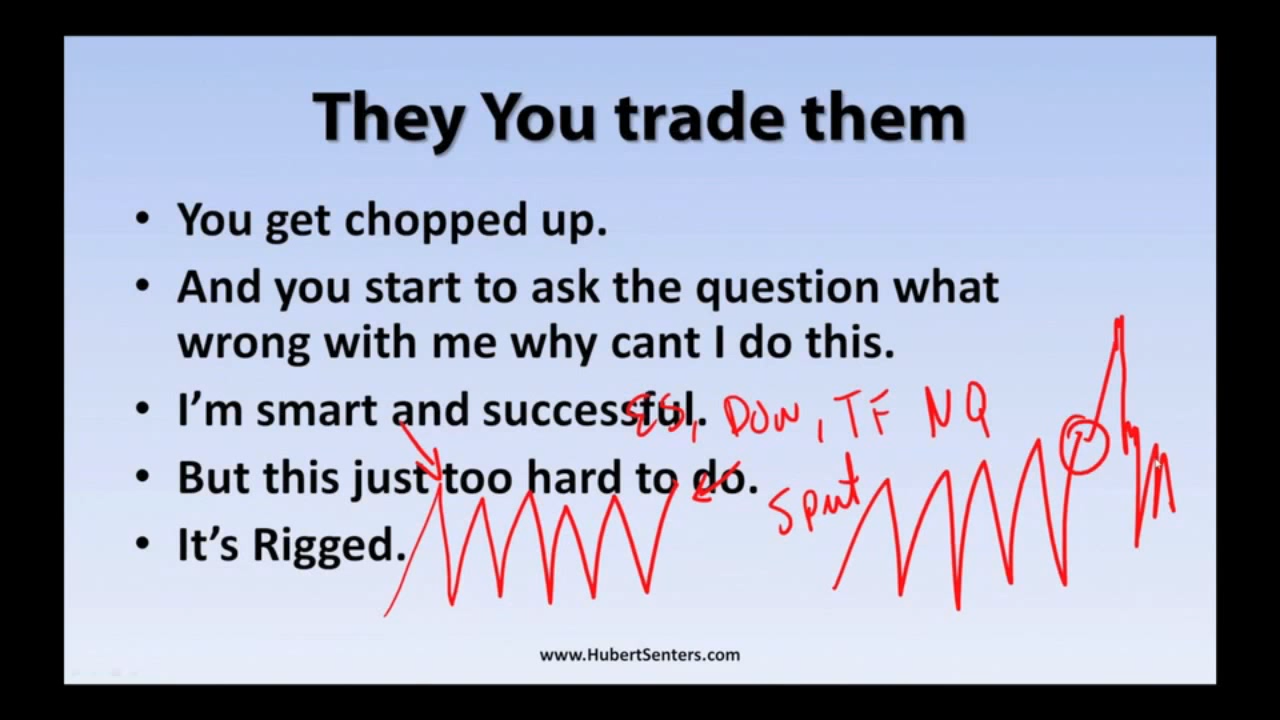 They You trade them
• You get chopped up.
• And you start to ask the question what
wrong with me why cant I do this.
• I’m smart and successful.
ES, DOW, TF NQ
• But this just too hard to do.
• It’s Rigged.
www.HubertSenters.com